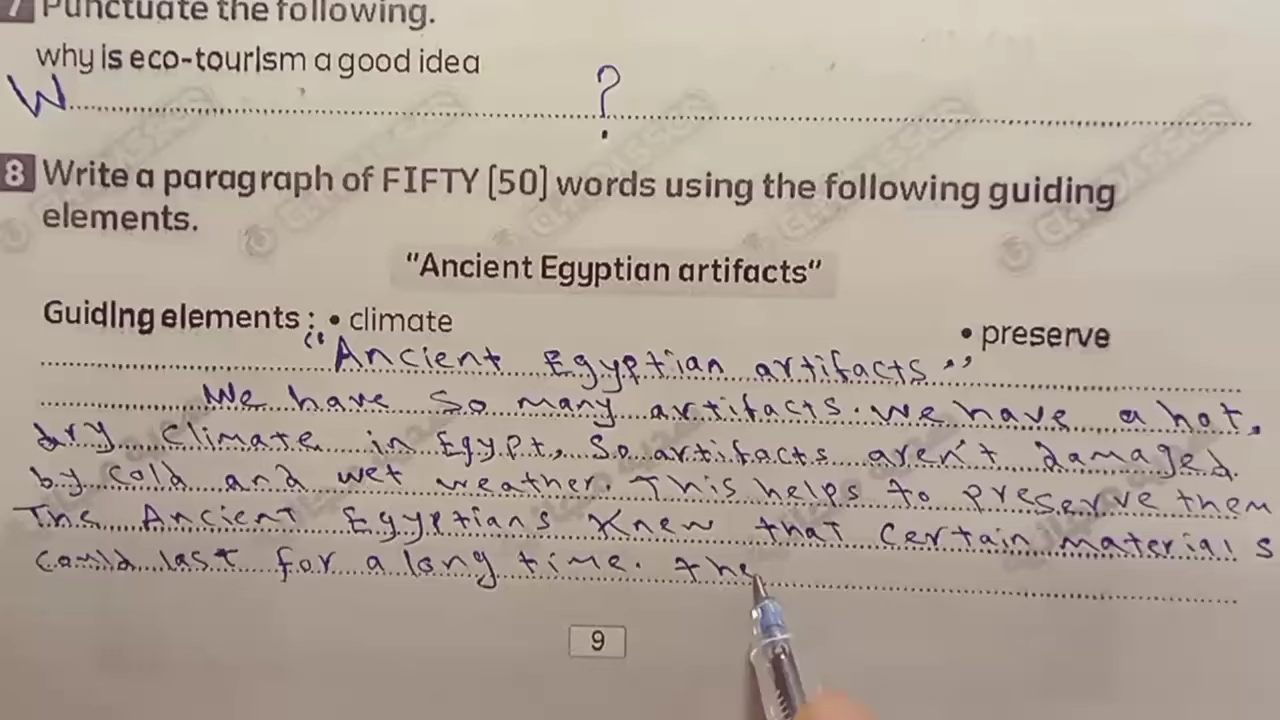 7 Punctuate the following.
why is eco-tourism a good idea
W ?
8 Write a paragraph of FIFTY [50] words using the following guiding
elements.
"Ancient Egyptian artifacts"
Guiding elements : • climate • preserve
"Ancient Egyptian artifacts"
We have so many artifacts. We have a hot,
dry climate in Egypt, so artifacts aren't damaged
by cold and wet weather. This helps to preserve them
The Ancient Egyptians knew that certain materials
could last for a long time. The
9